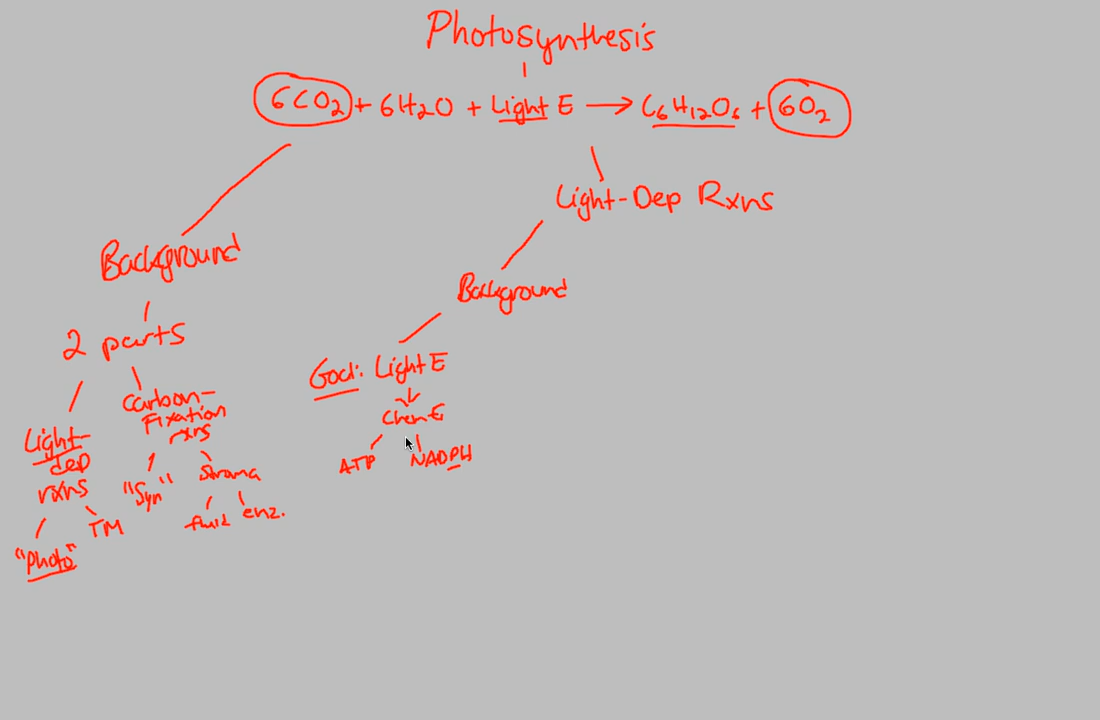 Photosynthesis
6CO2 + 6H2O + Light E → C6H12O6 + 6O2
Light-Dep Rxns
Background
Background
2 parts
Goal: Light E
↓
Chem E
ATP NADPH
Carbon-
Fixation
rxns
Light-
dep
rxns
"Syn" Stroma
fluid enz.
TM
"Photo"